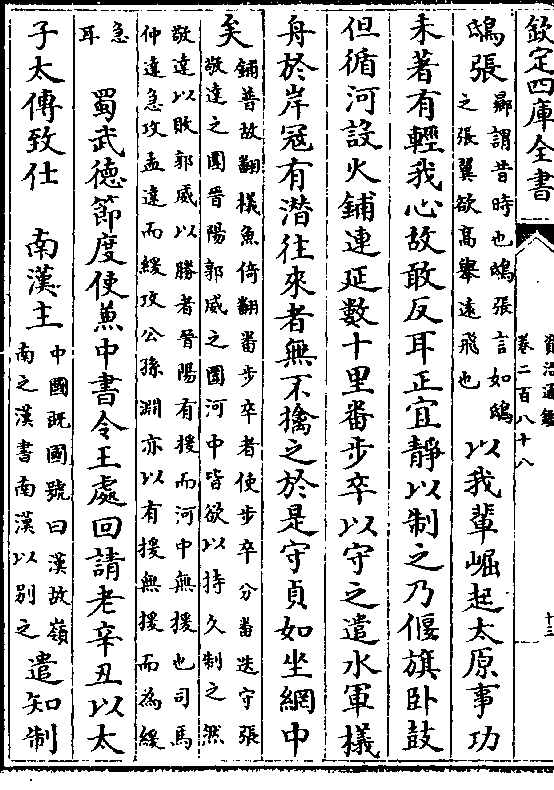 欽定四庫全書
資治通鑑
卷二百八十八
十三
鴟張
曏謂昔時也鴟張言如鴟
之張翼欲高舉遠飛也
以我輩崛起太原事功
未著有輕我心故敢反耳正宜靜以制之乃偃旗卧鼓
但循河設火鋪連延數十里番步卒以守之遣水軍檥
舟於岸冦有潛往來者無不擒之於是守貞如坐網中
矣
鋪普故翻檥魚倚翻畨步卒者使步卒分畨迭守張
敬達之圍晉陽郭威之圍河中皆欲以持久制之然
敬達以敗郭威以勝者晉陽有援而河中無援也司馬
仲達急攻孟達而緩攻公孫淵亦以有援無援而為緩
急
耳
蜀武德節度使兼中書令王處回請老辛丑以太
子太傅致仕　南漢主
中國既國號曰漢故嶺
南之漢書南漢以別之
遣知制